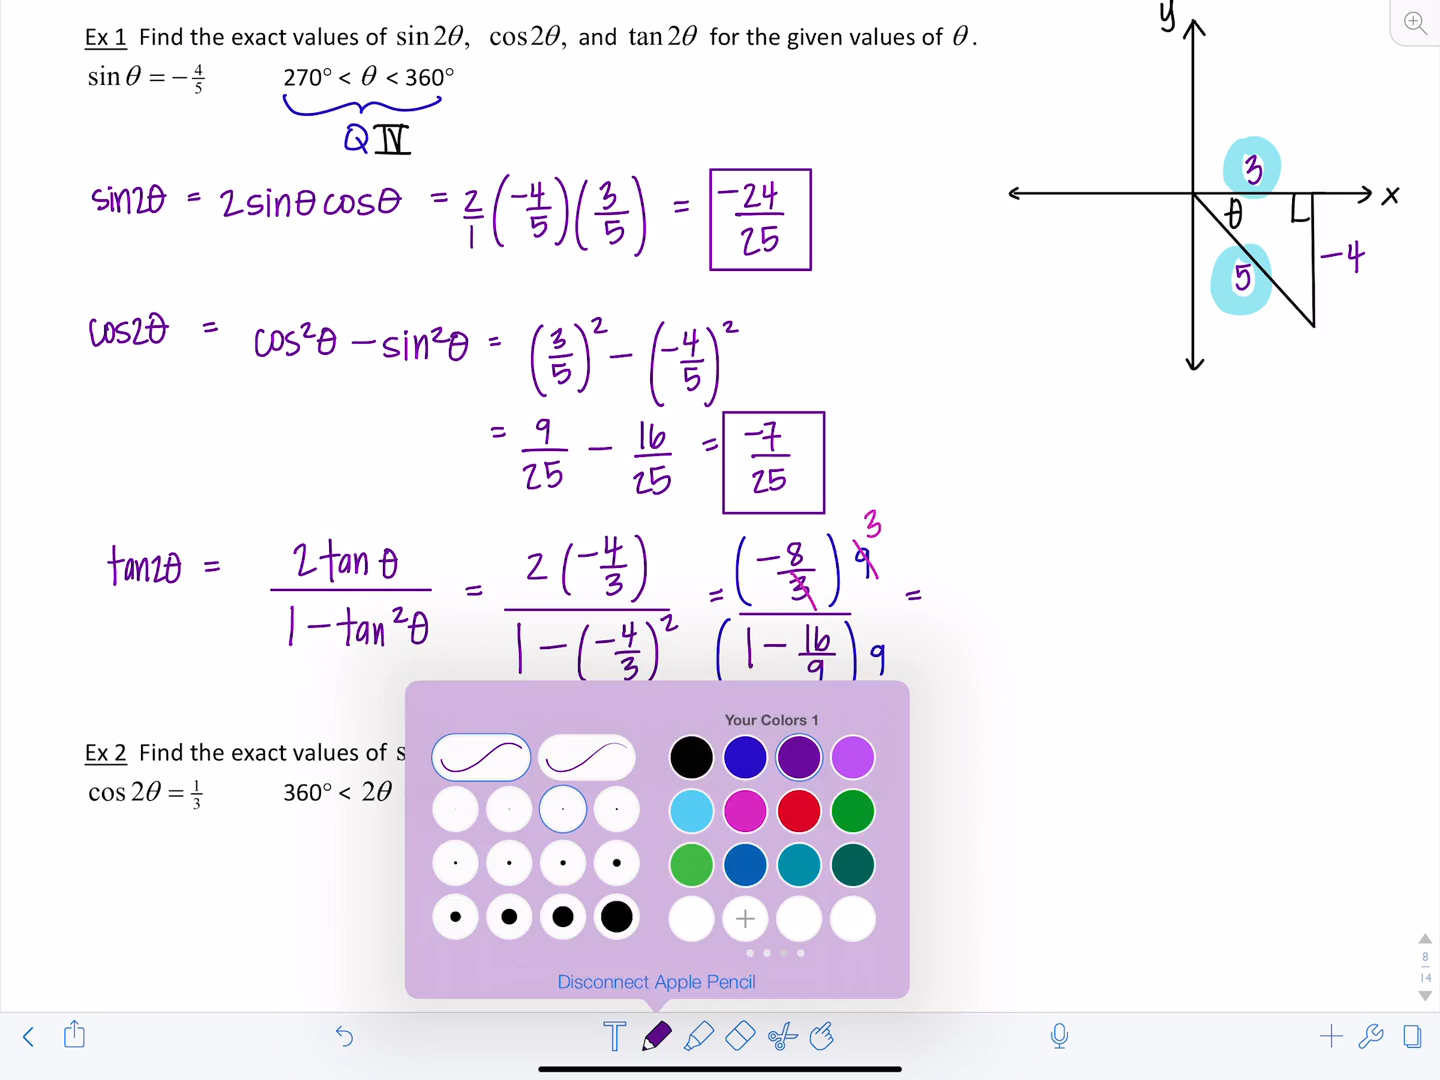 Ex 1 Find the exact values of sin 2θ, cos 2θ, and tan 2θ for the given values of θ.
sin θ = −4/5 270° < θ < 360°
Q IV
sin2θ = 2sinθcosθ = 2/1 (−4/5)(3/5) = −24/25
cos2θ = cos²θ − sin²θ = (3/5)² − (−4/5)²
= 9/25 − 16/25 = −7/25
tan2θ = 2tanθ/(1−tan²θ) = 2(−4/3)/(1−(−4/3)²) = (−8/3)9/(1−16/9)9 =
3
y
x
3
θ
5
−4
Ex 2 Find the exact values of s
cos 2θ = 1/3 360° < 2θ
Your Colors 1
+
Disconnect Apple Pencil
8
14
T